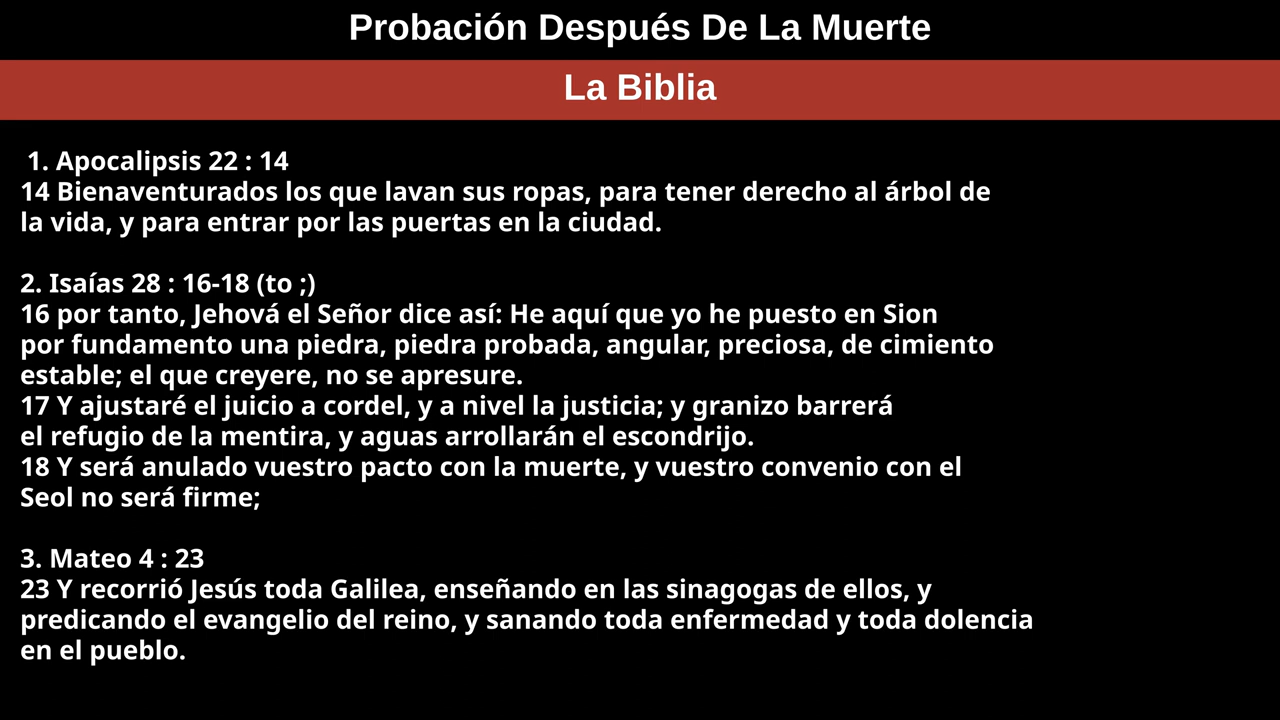 Probación Después De La Muerte
La Biblia
1. Apocalipsis 22 : 14
14 Bienaventurados los que lavan sus ropas, para tener derecho al árbol de
la vida, y para entrar por las puertas en la ciudad.
2. Isaías 28 : 16-18 (to ;)
16 por tanto, Jehová el Señor dice así: He aquí que yo he puesto en Sion
por fundamento una piedra, piedra probada, angular, preciosa, de cimiento
estable; el que creyere, no se apresure.
17 Y ajustaré el juicio a cordel, y a nivel la justicia; y granizo barrerá
el refugio de la mentira, y aguas arrollarán el escondrijo.
18 Y será anulado vuestro pacto con la muerte, y vuestro convenio con el
Seol no será firme;
3. Mateo 4 : 23
23 Y recorrió Jesús toda Galilea, enseñando en las sinagogas de ellos, y
predicando el evangelio del reino, y sanando toda enfermedad y toda dolencia
en el pueblo.